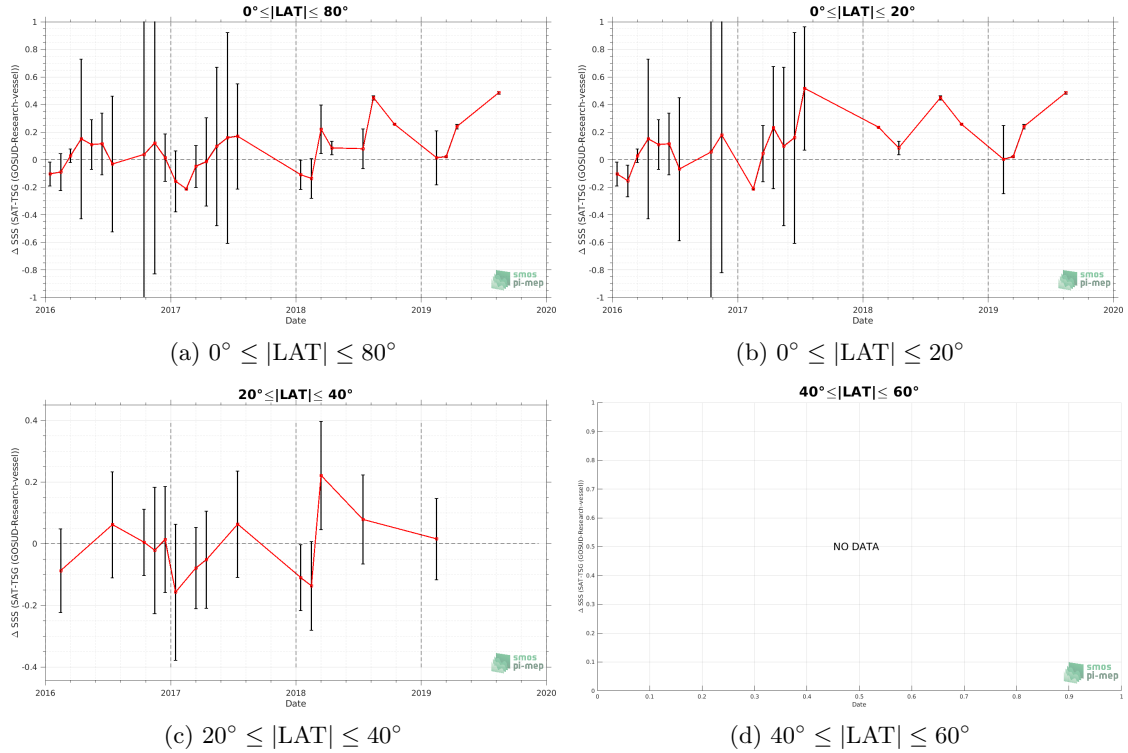 0°≤|LAT|≤ 80°
Δ SSS (SAT-TSG (GOSUD-Research-vessel))
1
0.8
0.6
0.4
0.2
0
-0.2
-0.4
-0.6
-0.8
-1
2016
2017
2018
2019
2020
Date
smos
pi-mep
(a) 0° ≤ |LAT| ≤ 80°
0°≤|LAT|≤ 20°
Δ SSS (SAT-TSG (GOSUD-Research-vessel))
1
0.8
0.6
0.4
0.2
0
-0.2
-0.4
-0.6
-0.8
-1
2016
2017
2018
2019
2020
Date
smos
pi-mep
(b) 0° ≤ |LAT| ≤ 20°
20°≤|LAT|≤ 40°
Δ SSS (SAT-TSG (GOSUD-Research-vessel))
0.4
0.2
0
-0.2
-0.4
2016
2017
2018
2019
2020
Date
smos
pi-mep
(c) 20° ≤ |LAT| ≤ 40°
40°≤|LAT|≤ 60°
Δ SSS (SAT-TSG (GOSUD-Research-vessel))
1
0.9
0.8
0.7
0.6
0.5
0.4
0.3
0.2
0.1
0
NO DATA
0
0.1
0.2
0.3
0.4
0.5
0.6
0.7
0.8
0.9
1
Date
smos
pi-mep
(d) 40° ≤ |LAT| ≤ 60°